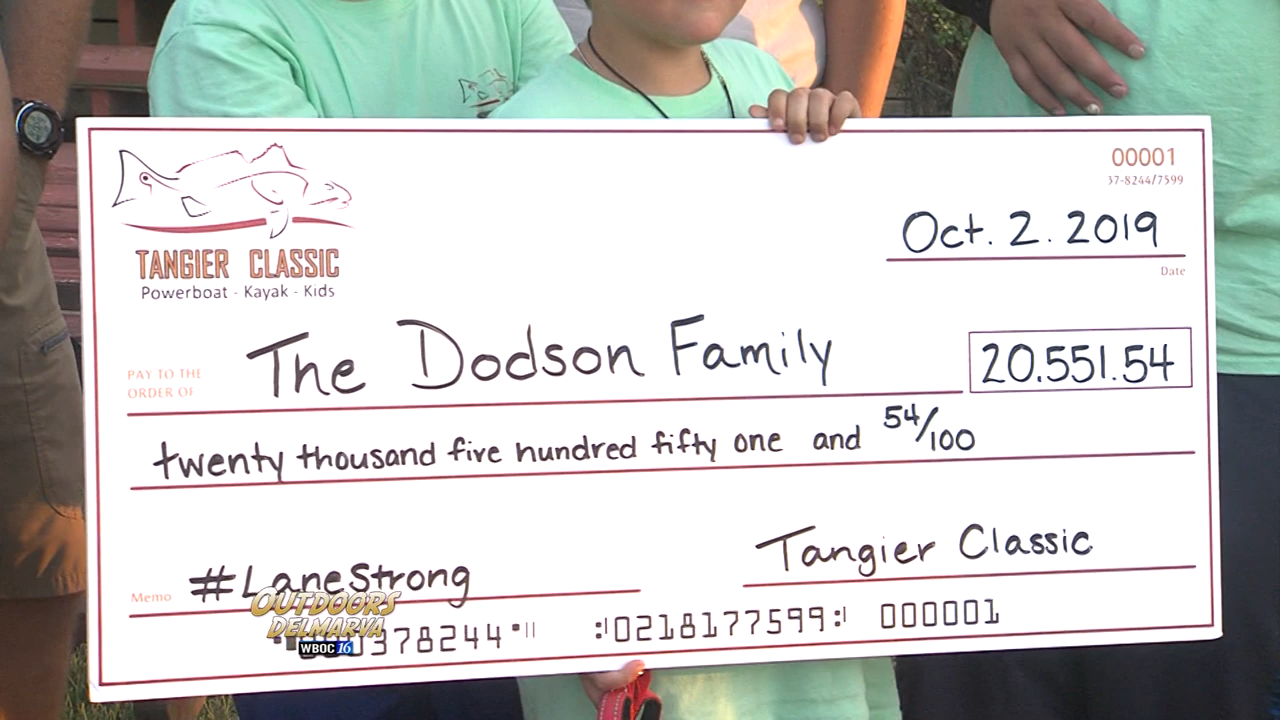 00001
37-8244/7599
Oct. 2. 2019
Date
TANGIER CLASSIC
Powerboat - Kayak - Kids
PAY TO THE
ORDER OF
The Dodson Family
20.551.54
twenty thousand five hundred fifty one and 54/100
Memo
#LaneStrong
Tangier Classic
378244 ⑈ ⑆0218177599⑆ 000001
OUTDOORS
DELMARVA
WBOC 16